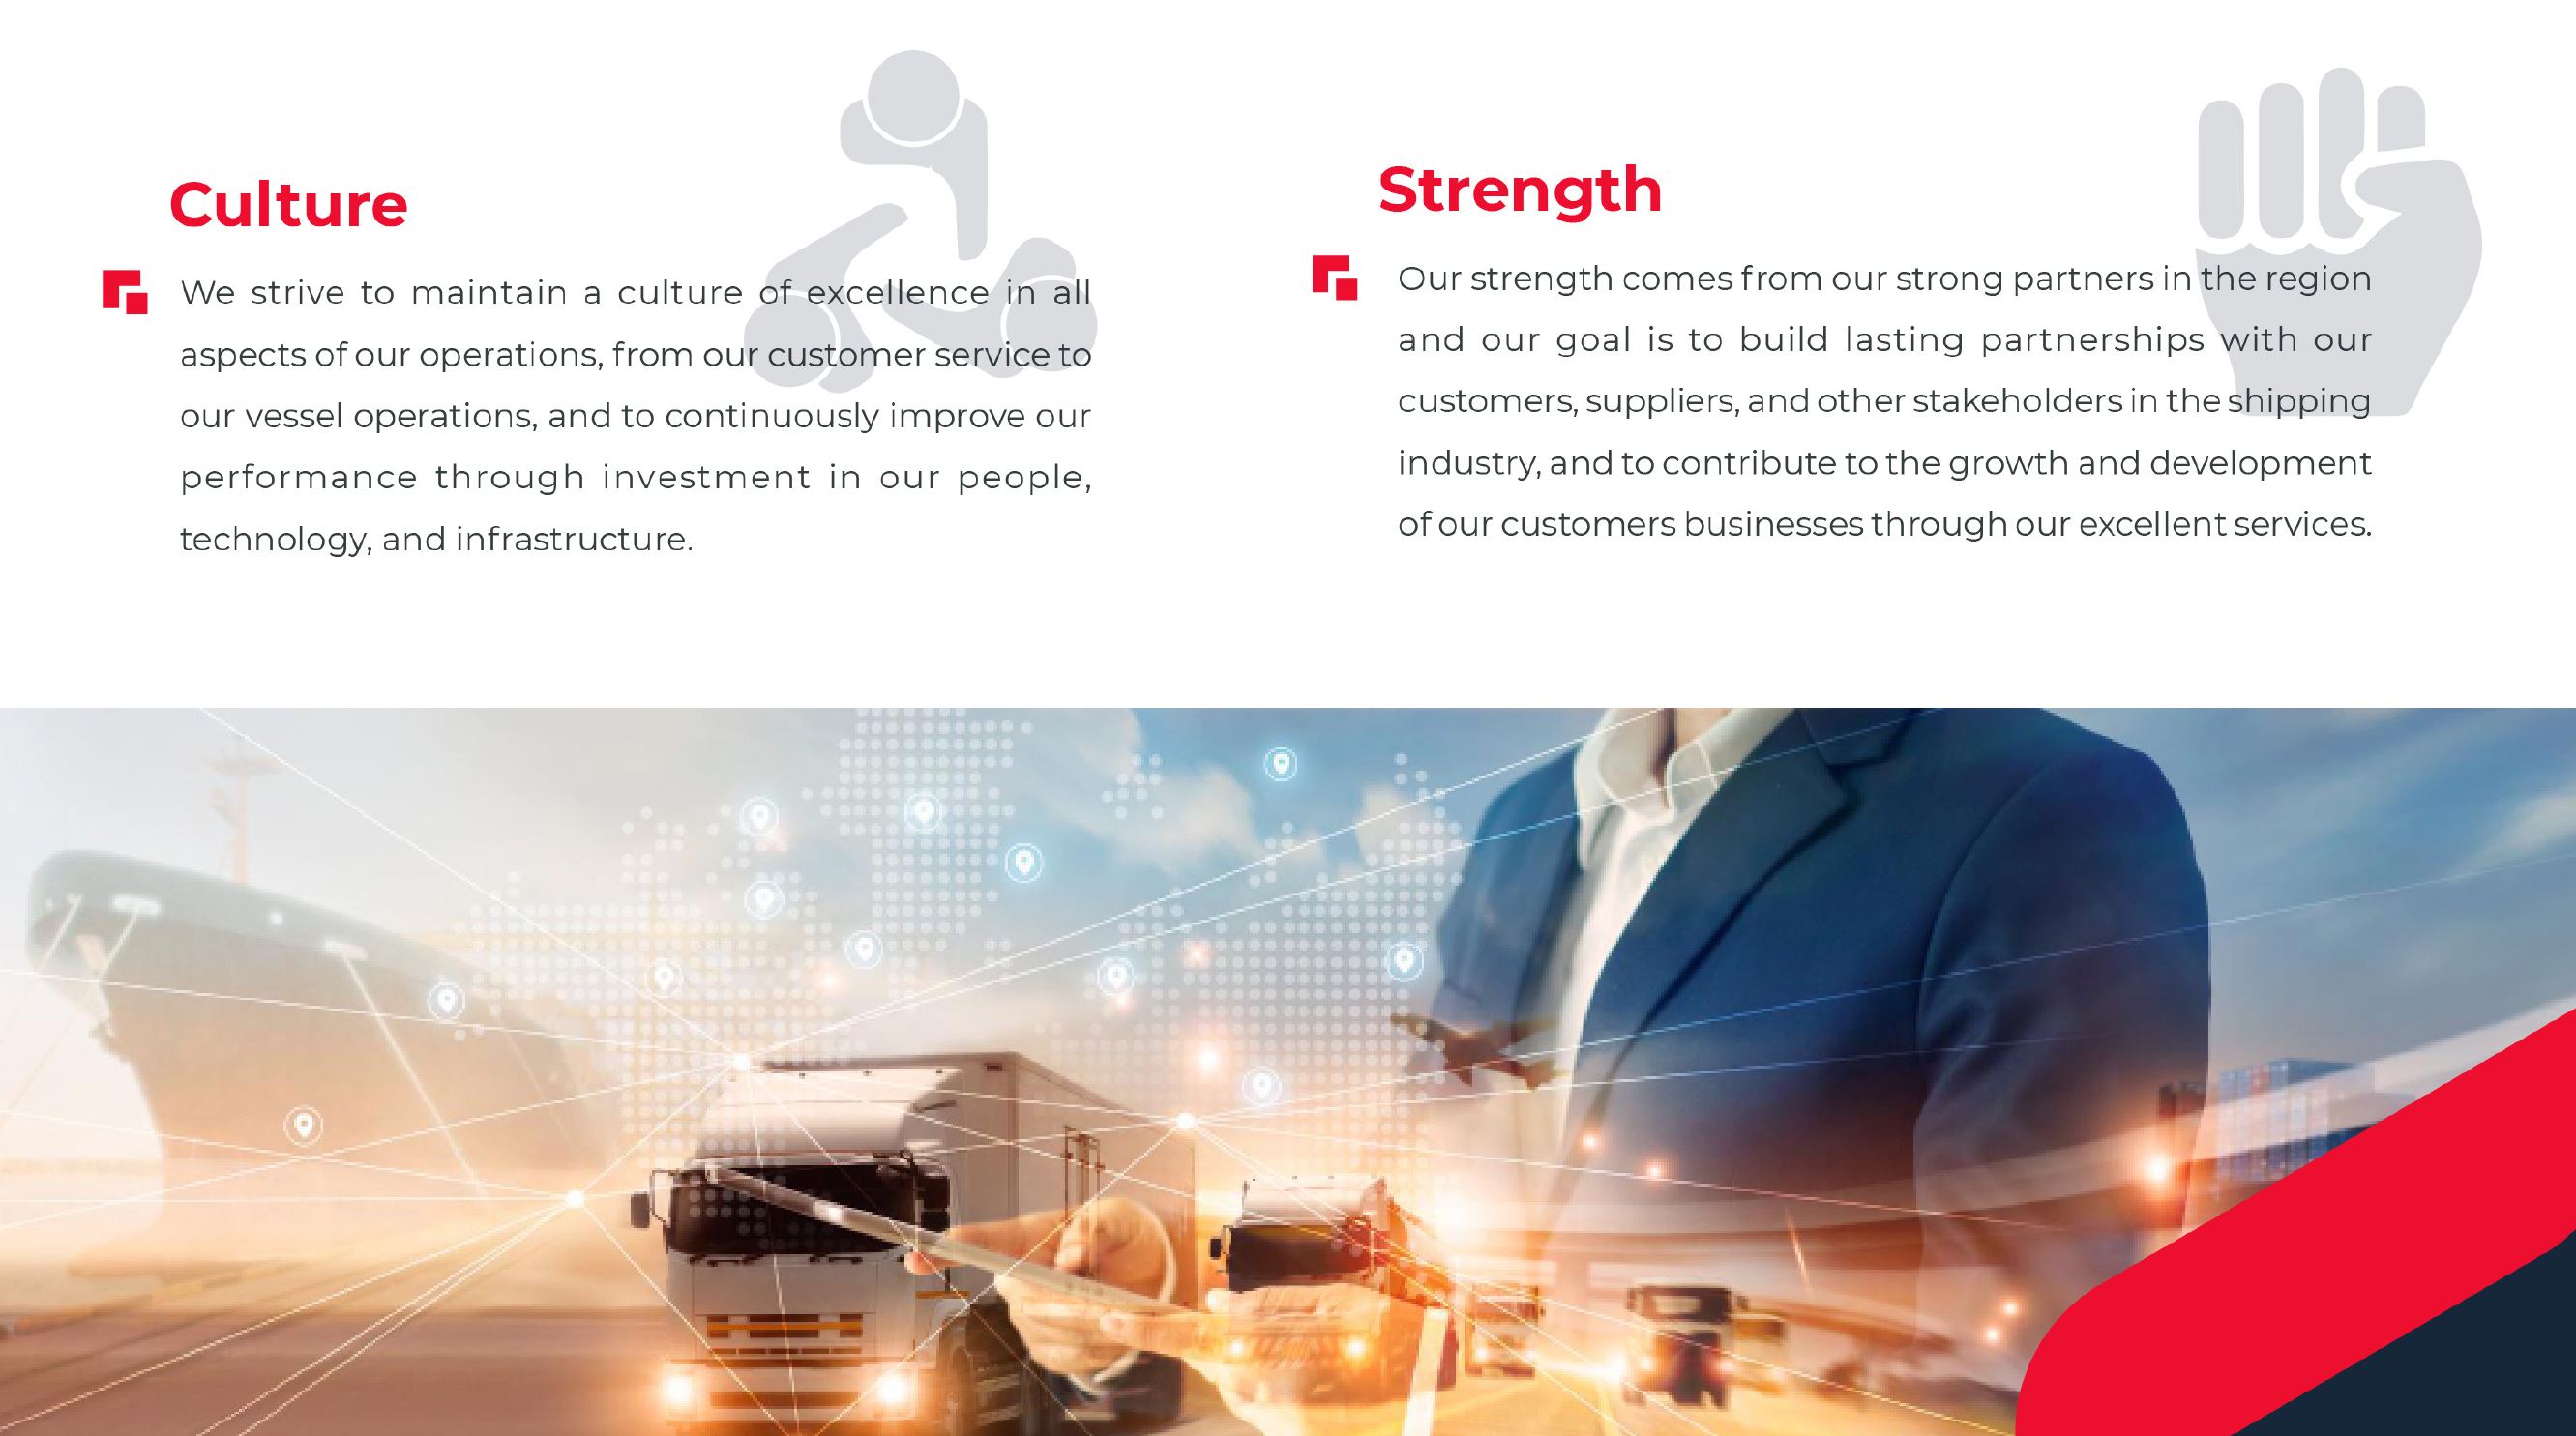 Culture
We strive to maintain a culture of excellence in all
aspects of our operations, from our customer service to
our vessel operations, and to continuously improve our
performance through investment in our people,
technology, and infrastructure.
Strength
Our strength comes from our strong partners in the region
and our goal is to build lasting partnerships with our
customers, suppliers, and other stakeholders in the shipping
industry, and to contribute to the growth and development
of our customers businesses through our excellent services.